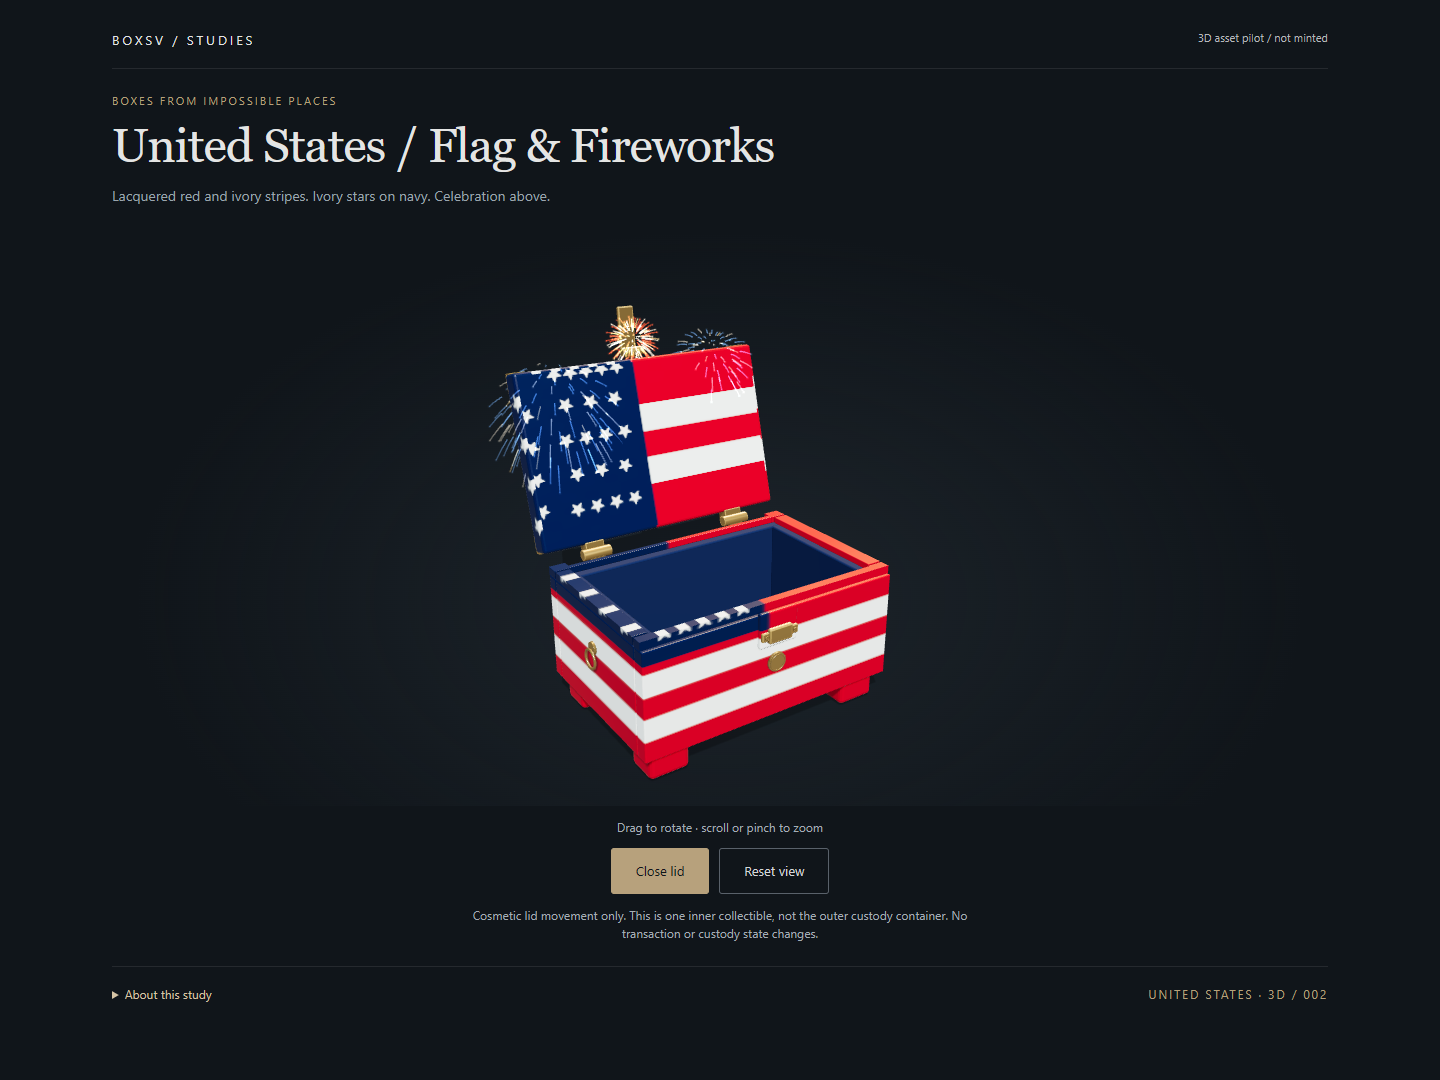 BOXSV / STUDIES
3D asset pilot / not minted
BOXES FROM IMPOSSIBLE PLACES
United States / Flag & Fireworks
Lacquered red and ivory stripes. Ivory stars on navy. Celebration above.
Drag to rotate · scroll or pinch to zoom
Close lid
Reset view
Cosmetic lid movement only. This is one inner collectible, not the outer custody container. No
transaction or custody state changes.
About this study
UNITED STATES · 3D / 002